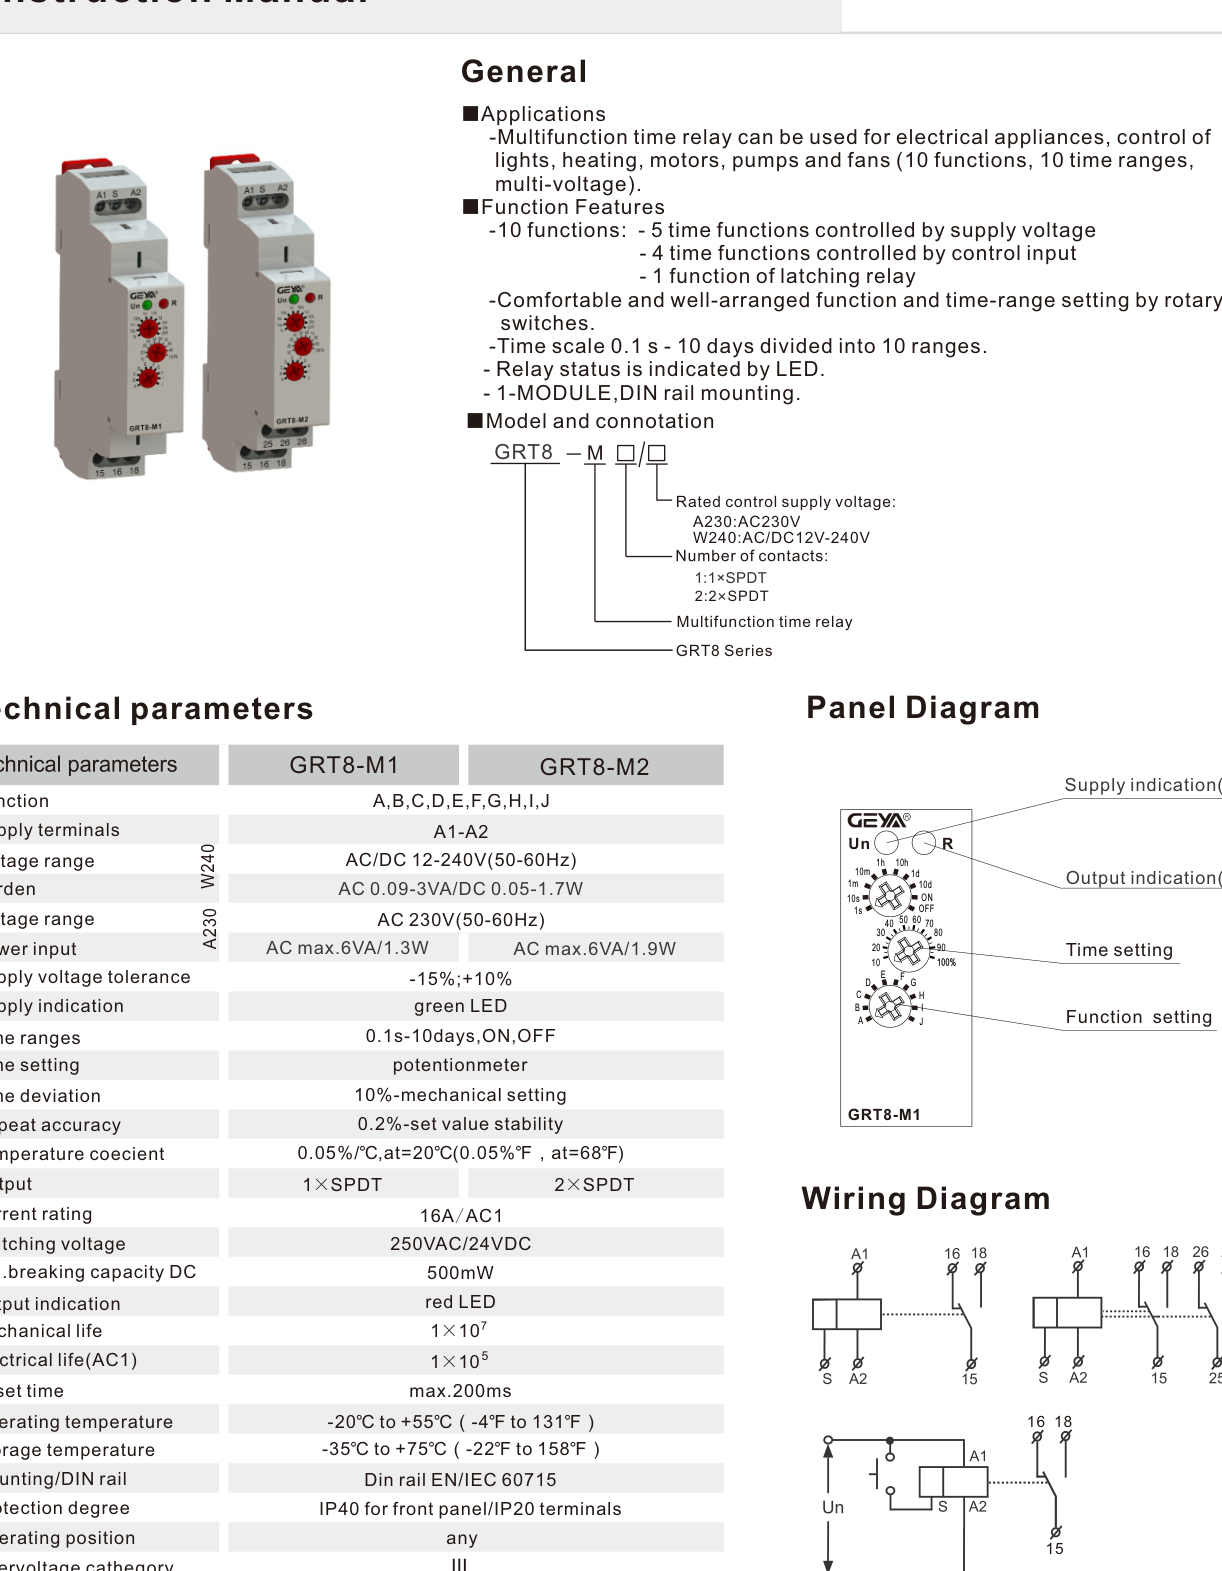 Instruction Manual
General
■Applications
-Multifunction time relay can be used for electrical appliances, control of
lights, heating, motors, pumps and fans (10 functions, 10 time ranges,
multi-voltage).
■Function Features
-10 functions: - 5 time functions controlled by supply voltage
- 4 time functions controlled by control input
- 1 function of latching relay
-Comfortable and well-arranged function and time-range setting by rotary
switches.
-Time scale 0.1 s - 10 days divided into 10 ranges.
- Relay status is indicated by LED.
- 1-MODULE,DIN rail mounting.
■Model and connotation
GRT8 – M □/□
Rated control supply voltage:
A230:AC230V
W240:AC/DC12V-240V
Number of contacts:
1:1×SPDT
2:2×SPDT
Multifunction time relay
GRT8 Series
A1 S A2
GEYA®
Un R
GRT8-M1
15 16 18
A1 S A2
GEYA®
Un R
GRT8-M2
25 26 28
15 16 18
echnical parameters
chnical parameters GRT8-M1 GRT8-M2
nction A,B,C,D,E,F,G,H,I,J
pply terminals A1-A2
W240
tage range AC/DC 12-240V(50-60Hz)
rden AC 0.09-3VA/DC 0.05-1.7W
A230
tage range AC 230V(50-60Hz)
wer input AC max.6VA/1.3W AC max.6VA/1.9W
pply voltage tolerance -15%;+10%
pply indication green LED
ne ranges 0.1s-10days,ON,OFF
ne setting potentionmeter
ne deviation 10%-mechanical setting
peat accuracy 0.2%-set value stability
mperature coecient 0.05%/℃,at=20℃(0.05%℉ , at=68℉)
tput 1×SPDT 2×SPDT
rrent rating 16A/AC1
itching voltage 250VAC/24VDC
.breaking capacity DC 500mW
tput indication red LED
chanical life 1×10⁷
ctrical life(AC1) 1×10⁵
set time max.200ms
erating temperature -20℃ to +55℃ ( -4℉ to 131℉ )
orage temperature -35℃ to +75℃ ( -22℉ to 158℉ )
unting/DIN rail Din rail EN/IEC 60715
otection degree IP40 for front panel/IP20 terminals
erating position any
ervoltage cathegory III
Panel Diagram
Supply indication(
Output indication(
Time setting
Function setting
GEYA®
Un R
1s 10s 1m 10m 1h 10h 1d 10d ON OFF
10 20 30 40 50 60 70 80 90 100%
A B C D E F G H I J
GRT8-M1
Wiring Diagram
A1 16 18
S A2 15
A1 16 18 26
S A2 15 25
16 18
A1
Un S A2
15